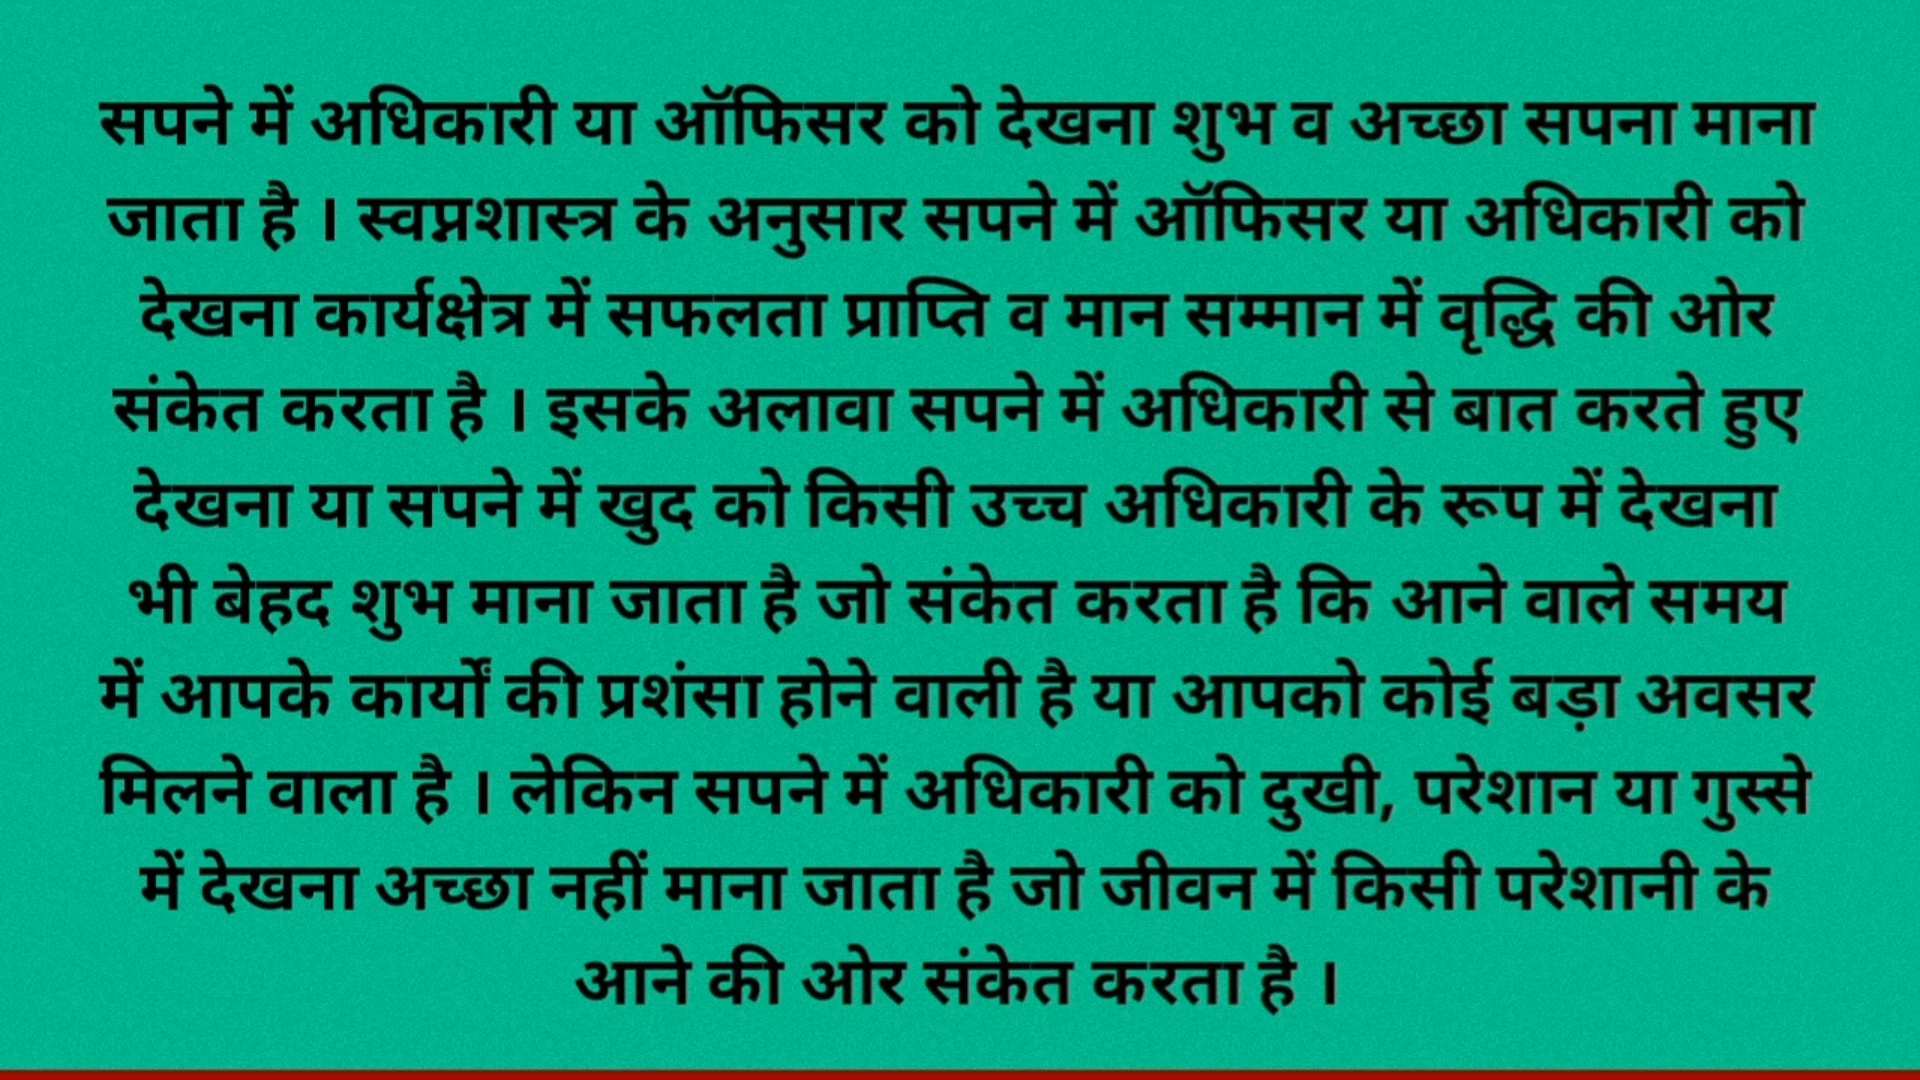 सपने में अधिकारी या ऑफिसर को देखना शुभ व अच्छा सपना माना
जाता है । स्वप्नशास्त्र के अनुसार सपने में ऑफिसर या अधिकारी को
देखना कार्यक्षेत्र में सफलता प्राप्ति व मान सम्मान में वृद्धि की ओर
संकेत करता है । इसके अलावा सपने में अधिकारी से बात करते हुए
देखना या सपने में खुद को किसी उच्च अधिकारी के रूप में देखना
भी बेहद शुभ माना जाता है जो संकेत करता है कि आने वाले समय
में आपके कार्यों की प्रशंसा होने वाली है या आपको कोई बड़ा अवसर
मिलने वाला है । लेकिन सपने में अधिकारी को दुखी, परेशान या गुस्से
में देखना अच्छा नहीं माना जाता है जो जीवन में किसी परेशानी के
आने की ओर संकेत करता है ।